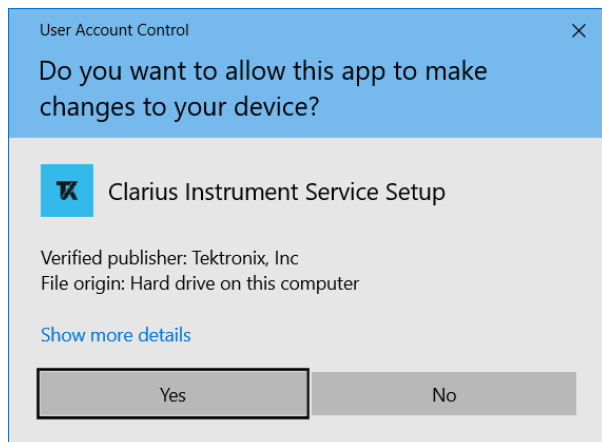 User Account Control
Do you want to allow this app to make
changes to your device?
Clarius Instrument Service Setup
Verified publisher: Tektronix, Inc
File origin: Hard drive on this computer
Show more details
Yes
No